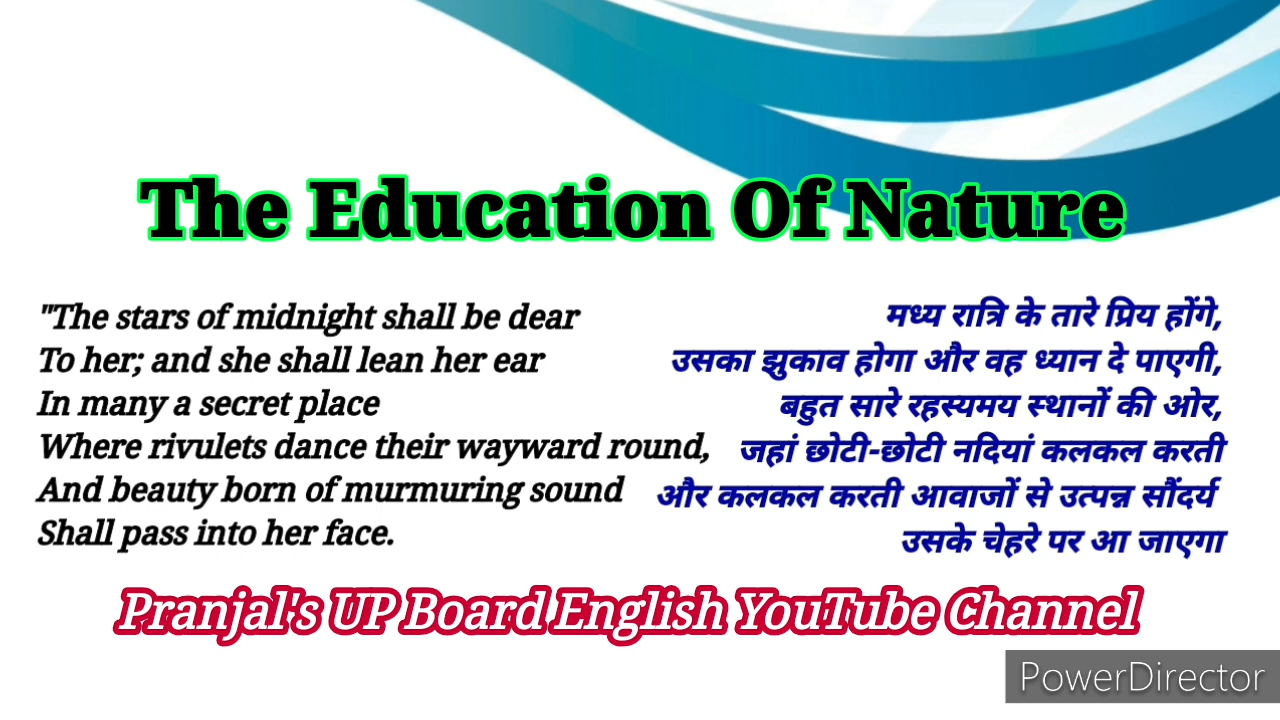 The Education Of Nature
"The stars of midnight shall be dear
To her; and she shall lean her ear
In many a secret place
Where rivulets dance their wayward round,
And beauty born of murmuring sound
Shall pass into her face.
मध्य रात्रि के तारे प्रिय होंगे,
उसका झुकाव होगा और वह ध्यान दे पाएगी,
बहुत सारे रहस्यमय स्थानों की ओर,
जहां छोटी-छोटी नदियां कलकल करती
और कलकल करती आवाजों से उत्पन्न सौंदर्य
उसके चेहरे पर आ जाएगा
Pranjal's UP Board English YouTube Channel
PowerDirector